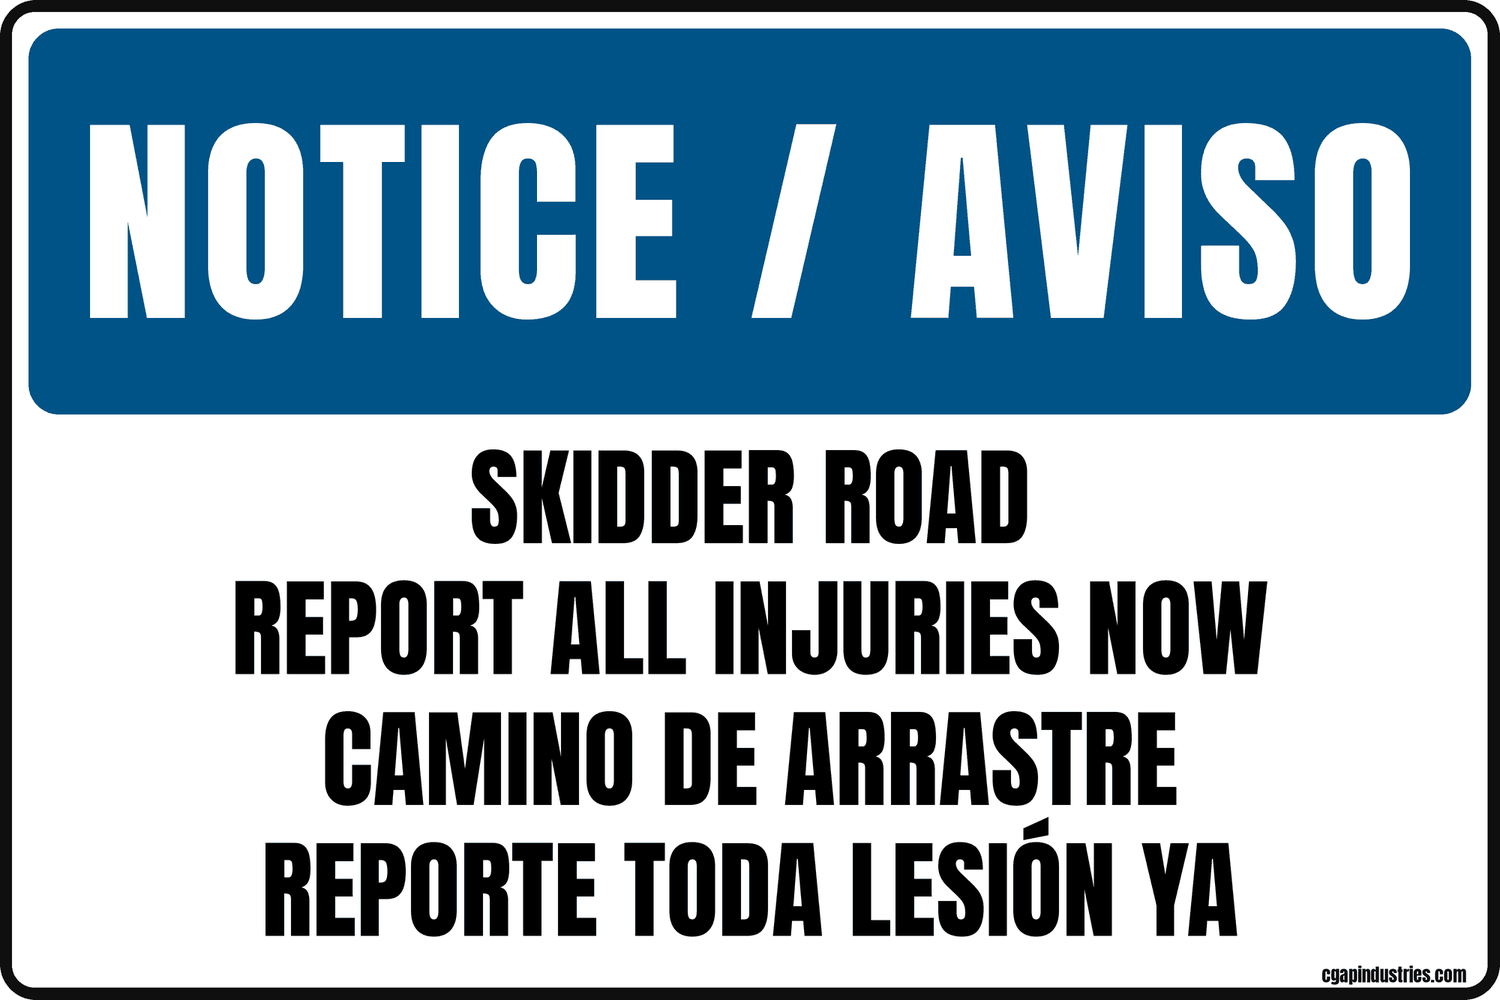 NOTICE / AVISO
SKIDDER ROAD
REPORT ALL INJURIES NOW
CAMINO DE ARRASTRE
REPORTE TODA LESIÓN YA
cgapindustries.com